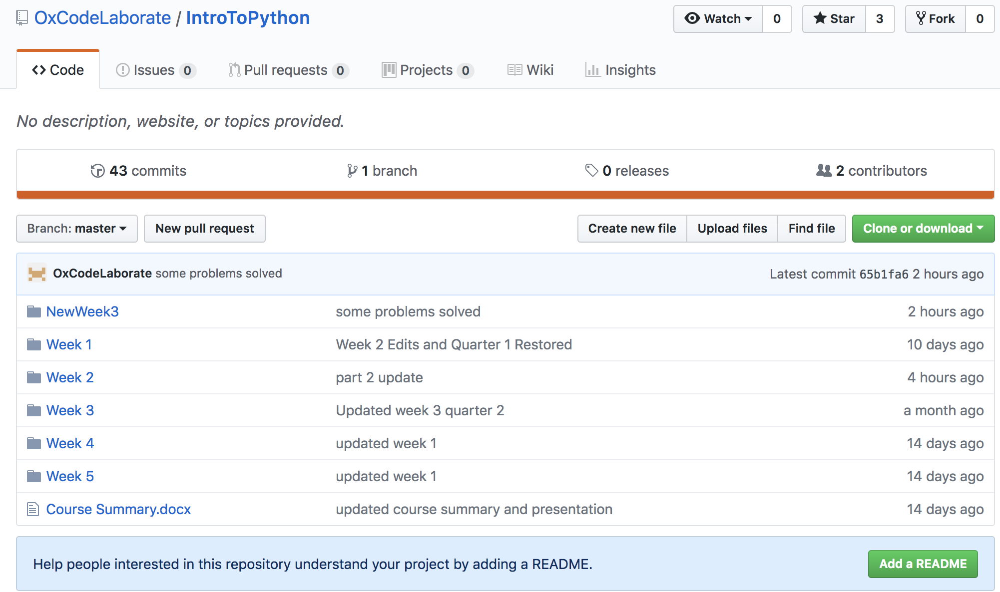 OxCodeLaborate / IntroToPython
Watch 0 Star 3 Fork 0
Code Issues 0 Pull requests 0 Projects 0 Wiki Insights
No description, website, or topics provided.
43 commits 1 branch 0 releases 2 contributors
Branch: master New pull request Create new file Upload files Find file Clone or download
OxCodeLaborate some problems solved Latest commit 65b1fa6 2 hours ago
NewWeek3 some problems solved 2 hours ago
Week 1 Week 2 Edits and Quarter 1 Restored 10 days ago
Week 2 part 2 update 4 hours ago
Week 3 Updated week 3 quarter 2 a month ago
Week 4 updated week 1 14 days ago
Week 5 updated week 1 14 days ago
Course Summary.docx updated course summary and presentation 14 days ago
Help people interested in this repository understand your project by adding a README. Add a README